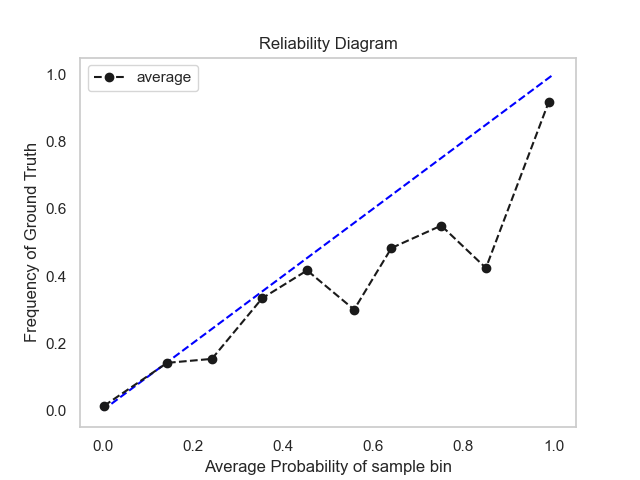 Reliability Diagram
average
Frequency of Ground Truth
1.0
0.8
0.6
0.4
0.2
0.0
0.0 0.2 0.4 0.6 0.8 1.0
Average Probability of sample bin